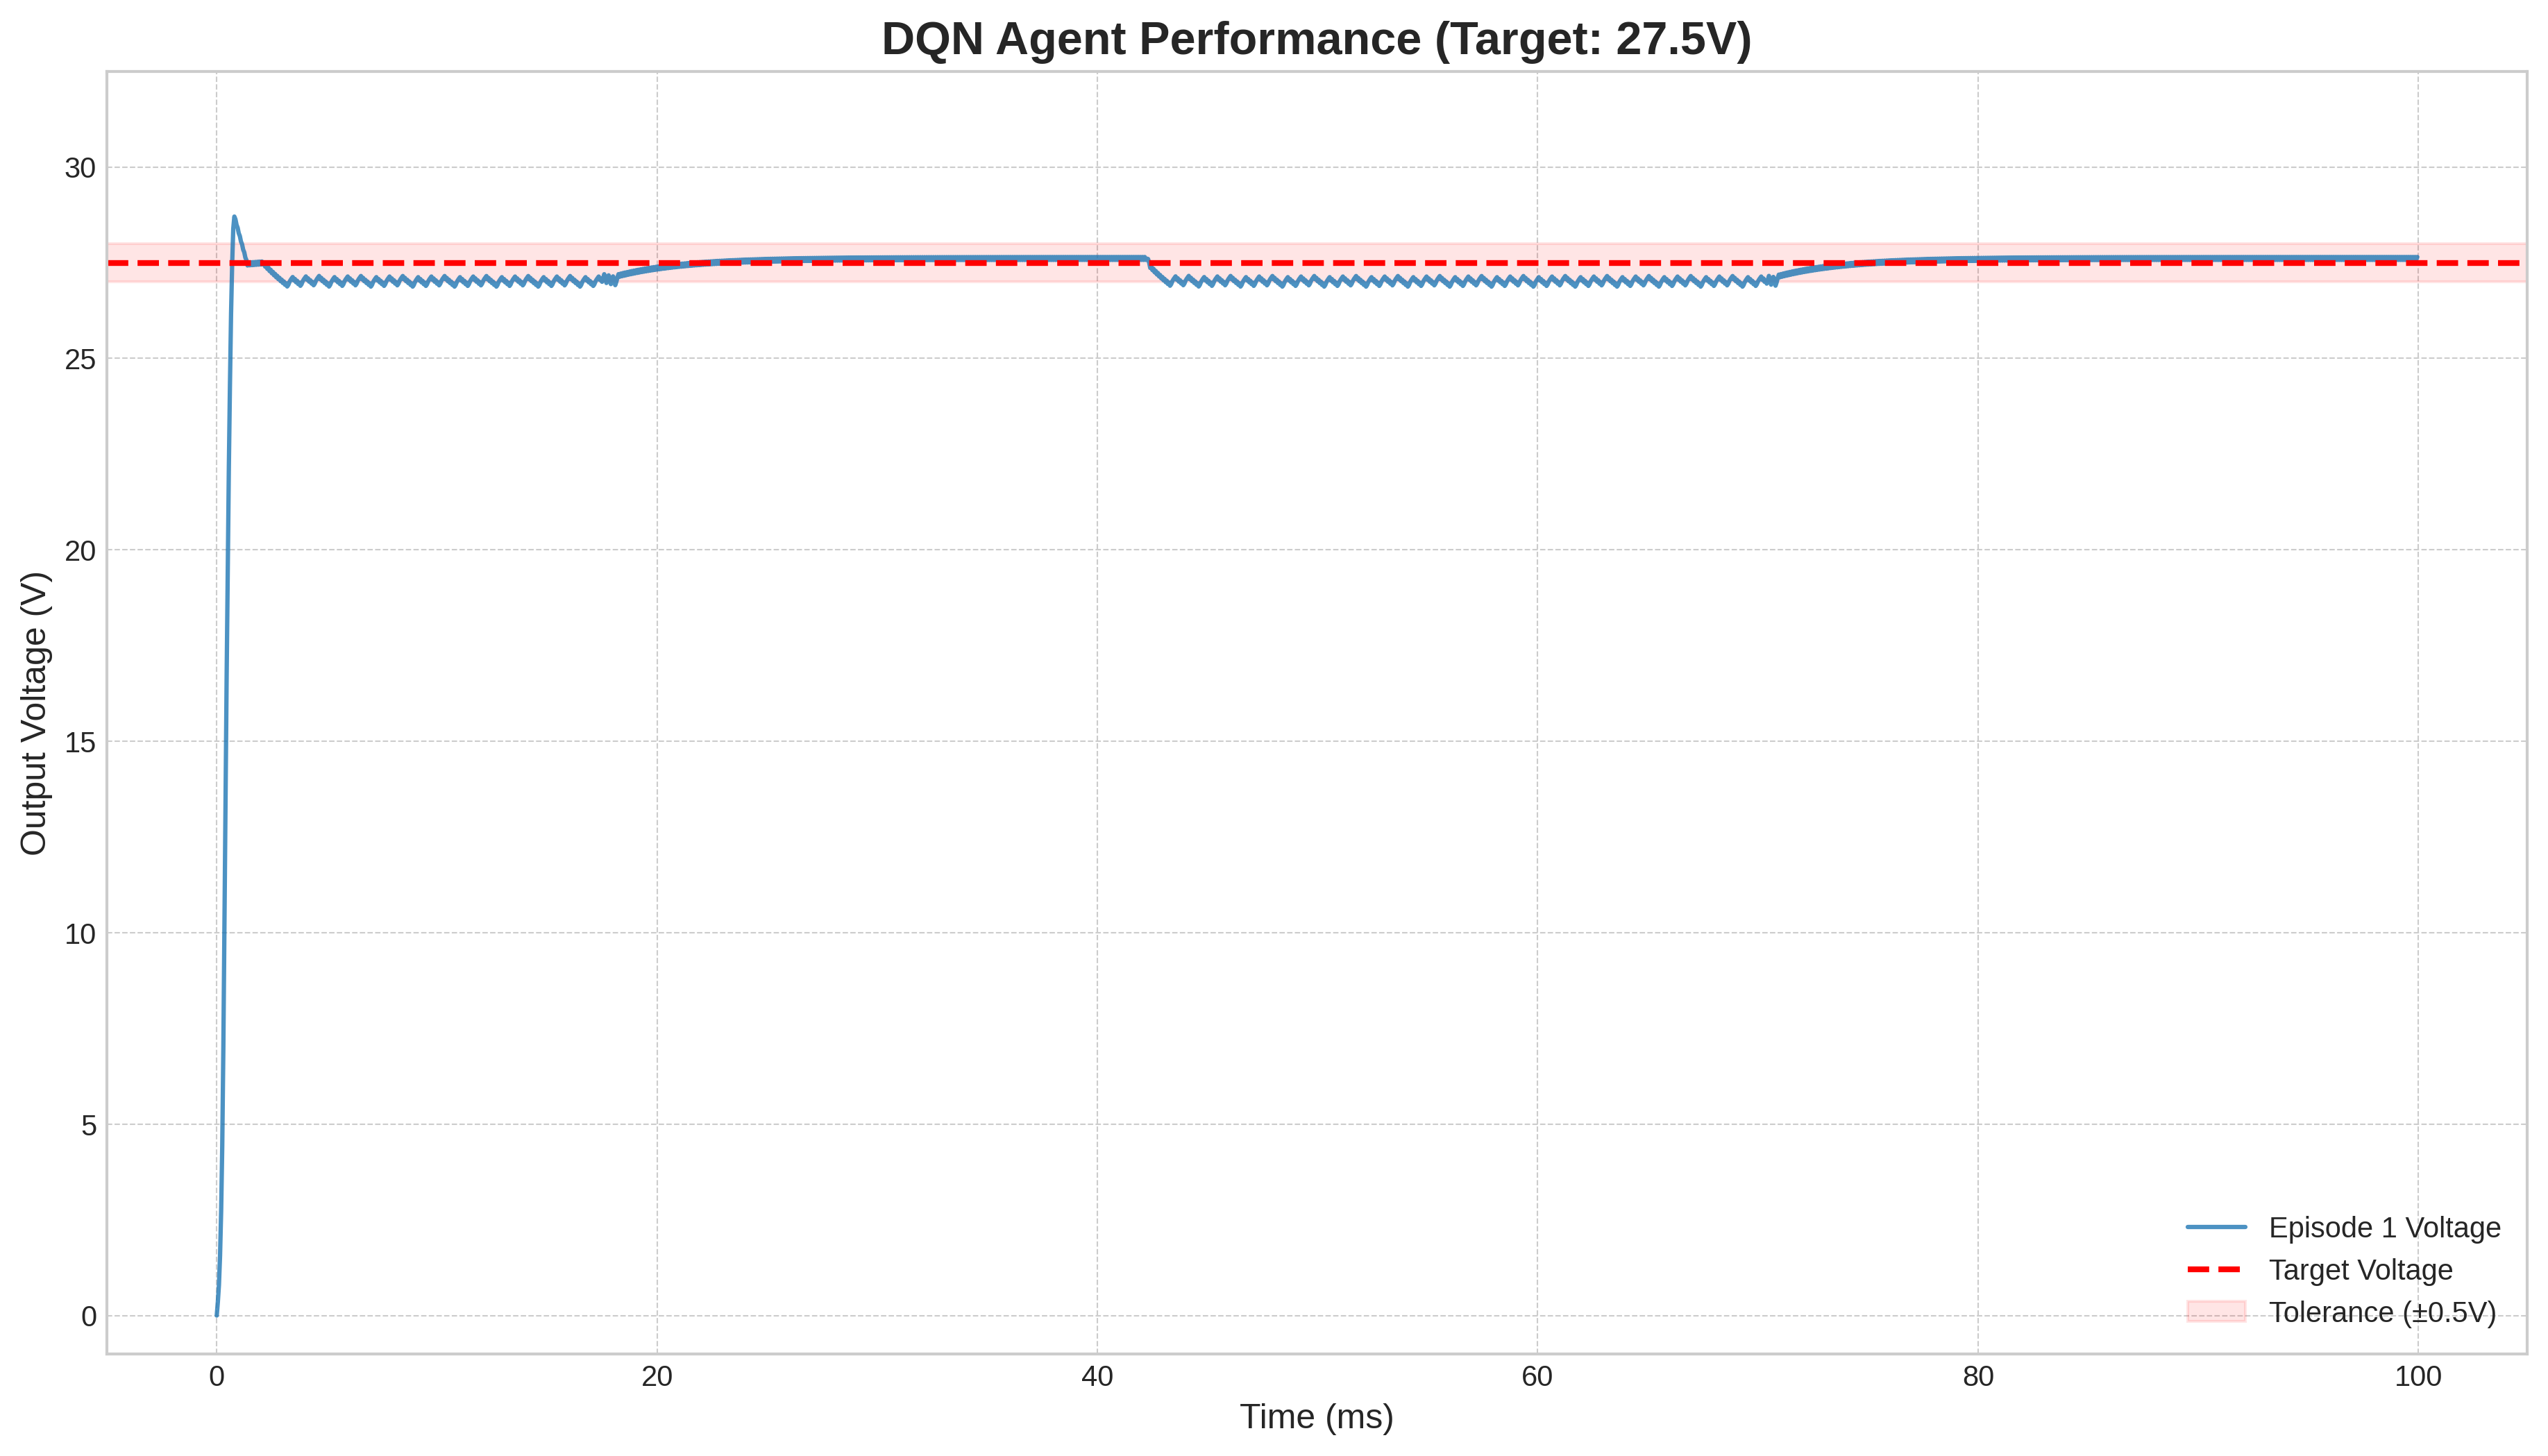 DQN Agent Performance (Target: 27.5V)
30
25
20
15
10
5
0
Output Voltage (V)
0 20 40 60 80 100
Time (ms)
Episode 1 Voltage
Target Voltage
Tolerance (±0.5V)